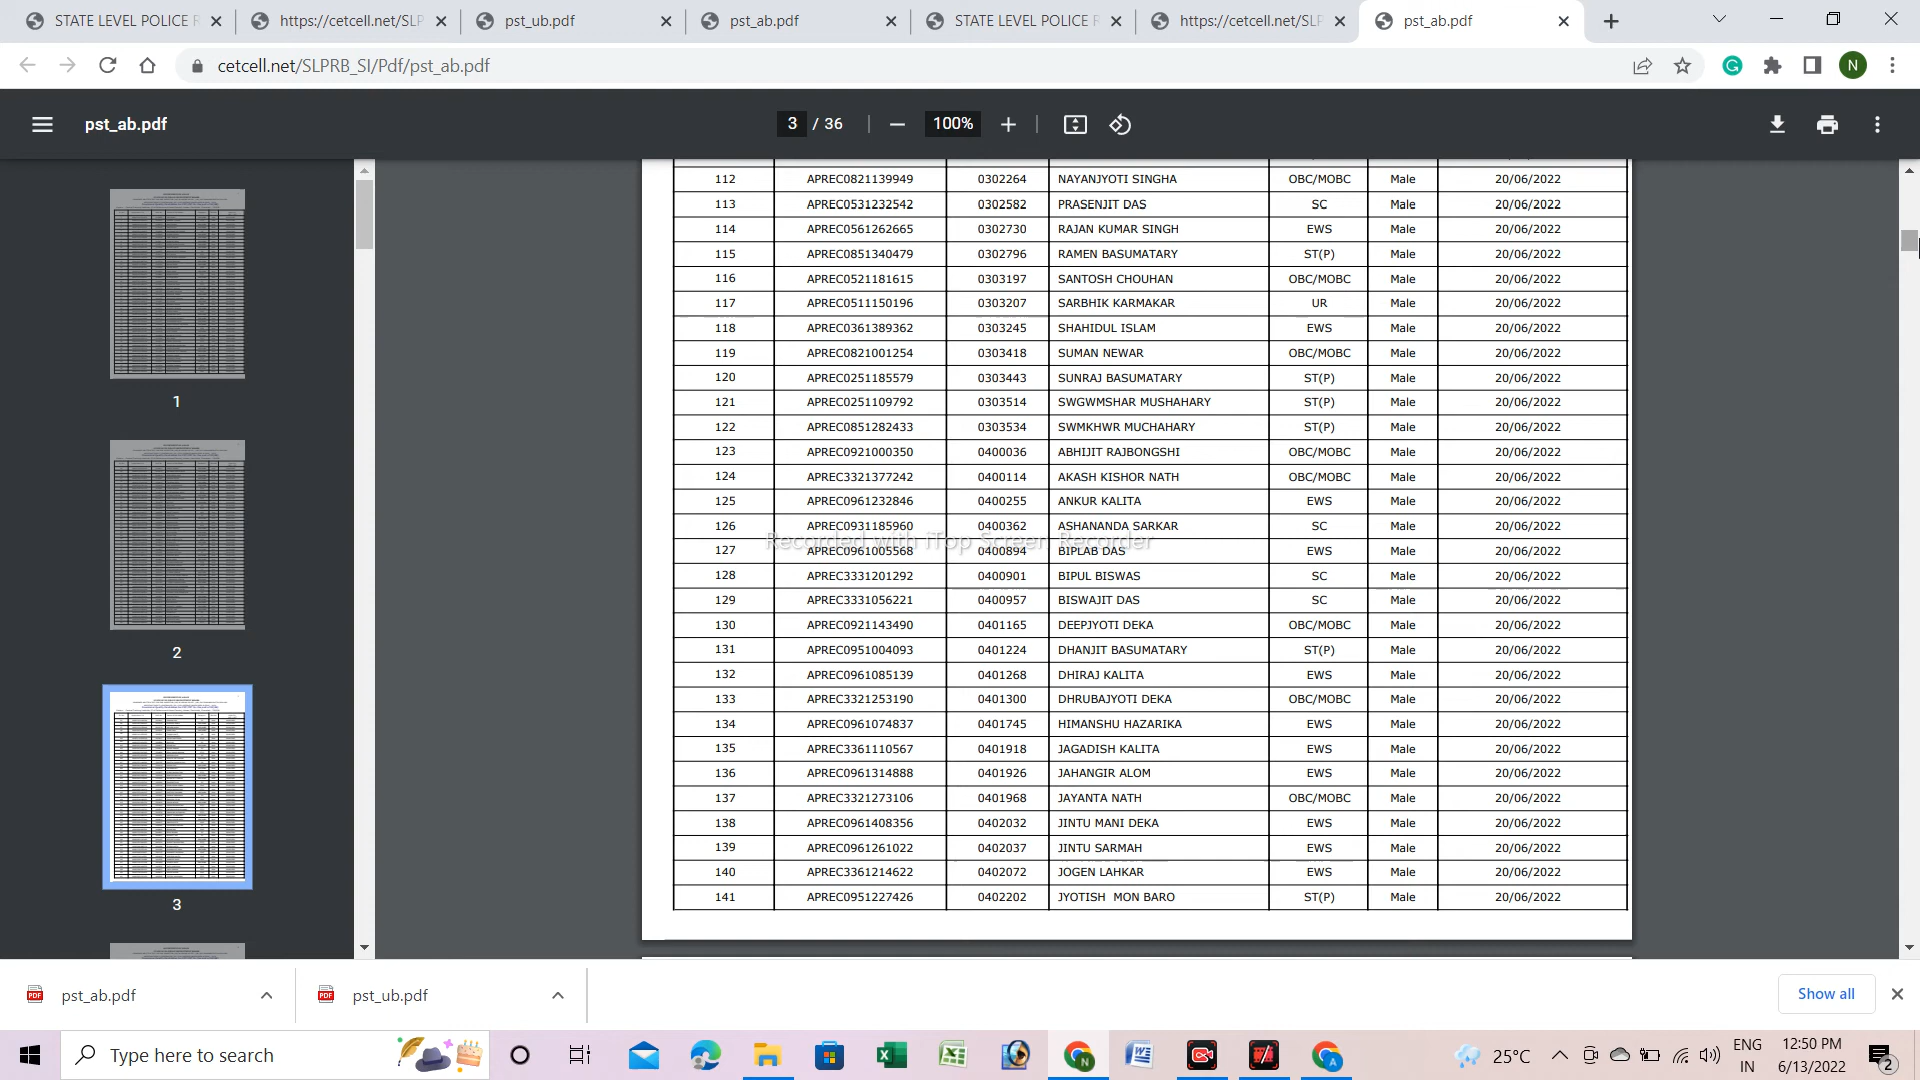 STATE LEVEL POLICE R
https://cetcell.net/SLP
pst_ub.pdf
pst_ab.pdf
STATE LEVEL POLICE R
https://cetcell.net/SLP
pst_ab.pdf
cetcell.net/SLPRB_SI/Pdf/pst_ab.pdf
N
pst_ab.pdf
3 / 36
100%
1
2
3
112 APREC0821139949 0302264 NAYANJYOTI SINGHA OBC/MOBC Male 20/06/2022
113 APREC0531232542 0302582 PRASENJIT DAS SC Male 20/06/2022
114 APREC0561262665 0302730 RAJAN KUMAR SINGH EWS Male 20/06/2022
115 APREC0851340479 0302796 RAMEN BASUMATARY ST(P) Male 20/06/2022
116 APREC0521181615 0303197 SANTOSH CHOUHAN OBC/MOBC Male 20/06/2022
117 APREC0511150196 0303207 SARBHIK KARMAKAR UR Male 20/06/2022
118 APREC0361389362 0303245 SHAHIDUL ISLAM EWS Male 20/06/2022
119 APREC0821001254 0303418 SUMAN NEWAR OBC/MOBC Male 20/06/2022
120 APREC0251185579 0303443 SUNRAJ BASUMATARY ST(P) Male 20/06/2022
121 APREC0251109792 0303514 SWGWMSHAR MUSHAHARY ST(P) Male 20/06/2022
122 APREC0851282433 0303534 SWMKHWR MUCHAHARY ST(P) Male 20/06/2022
123 APREC0921000350 0400036 ABHIJIT RAJBONGSHI OBC/MOBC Male 20/06/2022
124 APREC3321377242 0400114 AKASH KISHOR NATH OBC/MOBC Male 20/06/2022
125 APREC0961232846 0400255 ANKUR KALITA EWS Male 20/06/2022
126 APREC0931185960 0400362 ASHANANDA SARKAR SC Male 20/06/2022
Recorded with iTop Screen Recorder
127 APREC0961005568 0400894 BIPLAB DAS EWS Male 20/06/2022
128 APREC3331201292 0400901 BIPUL BISWAS SC Male 20/06/2022
129 APREC3331056221 0400957 BISWAJIT DAS SC Male 20/06/2022
130 APREC0921143490 0401165 DEEPJYOTI DEKA OBC/MOBC Male 20/06/2022
131 APREC0951004093 0401224 DHANJIT BASUMATARY ST(P) Male 20/06/2022
132 APREC0961085139 0401268 DHIRAJ KALITA EWS Male 20/06/2022
133 APREC3321253190 0401300 DHRUBAJYOTI DEKA OBC/MOBC Male 20/06/2022
134 APREC0961074837 0401745 HIMANSHU HAZARIKA EWS Male 20/06/2022
135 APREC3361110567 0401918 JAGADISH KALITA EWS Male 20/06/2022
136 APREC0961314888 0401926 JAHANGIR ALOM EWS Male 20/06/2022
137 APREC3321273106 0401968 JAYANTA NATH OBC/MOBC Male 20/06/2022
138 APREC0961408356 0402032 JINTU MANI DEKA EWS Male 20/06/2022
139 APREC0961261022 0402037 JINTU SARMAH EWS Male 20/06/2022
140 APREC3361214622 0402072 JOGEN LAHKAR EWS Male 20/06/2022
141 APREC0951227426 0402202 JYOTISH MON BARO ST(P) Male 20/06/2022
pst_ab.pdf
pst_ub.pdf
Show all
Type here to search
25°C
ENG
IN
12:50 PM
6/13/2022
2